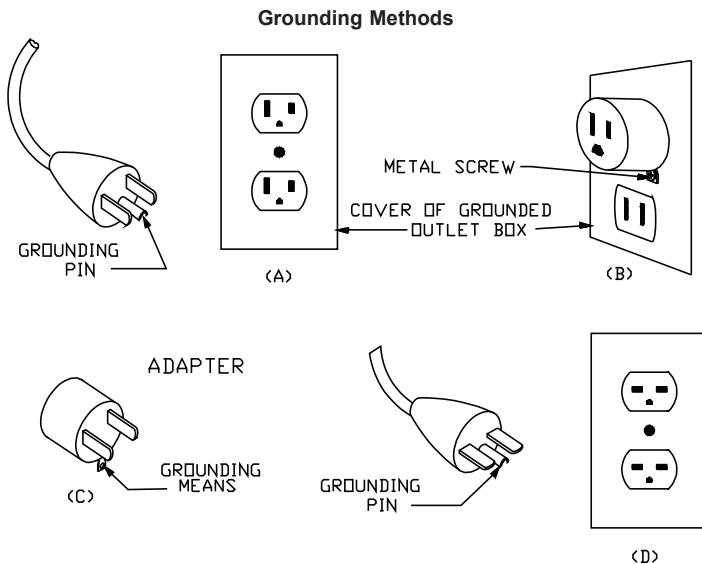 Grounding Methods
METAL SCREW
COVER OF GROUNDED
OUTLET BOX
GROUNDING
PIN
(A)
(B)
ADAPTER
GROUNDING
MEANS
(C)
GROUNDING
PIN
(D)